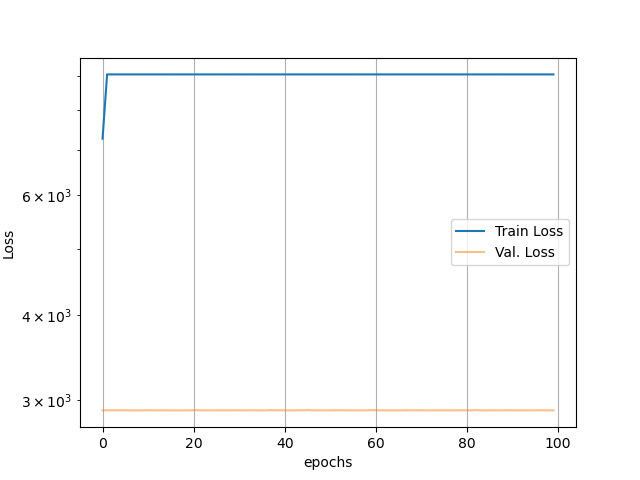 6 × 10³
4 × 10³
3 × 10³
Loss
Train Loss
Val. Loss
0 20 40 60 80 100
epochs